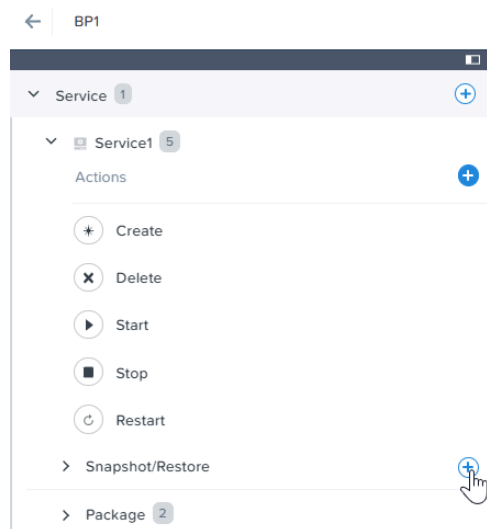 BP1
Service 1
Service1 5
Actions
Create
Delete
Start
Stop
Restart
Snapshot/Restore
Package 2